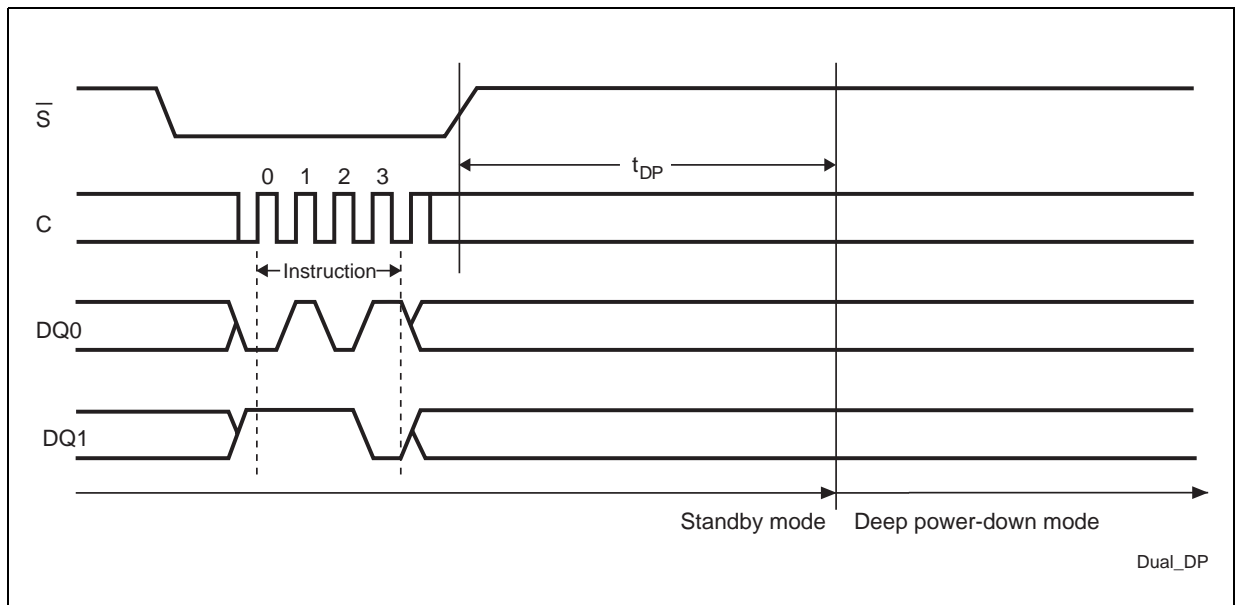 S̅
0 1 2 3
t_DP
C
Instruction
DQ0
DQ1
Standby mode Deep power-down mode
Dual_DP